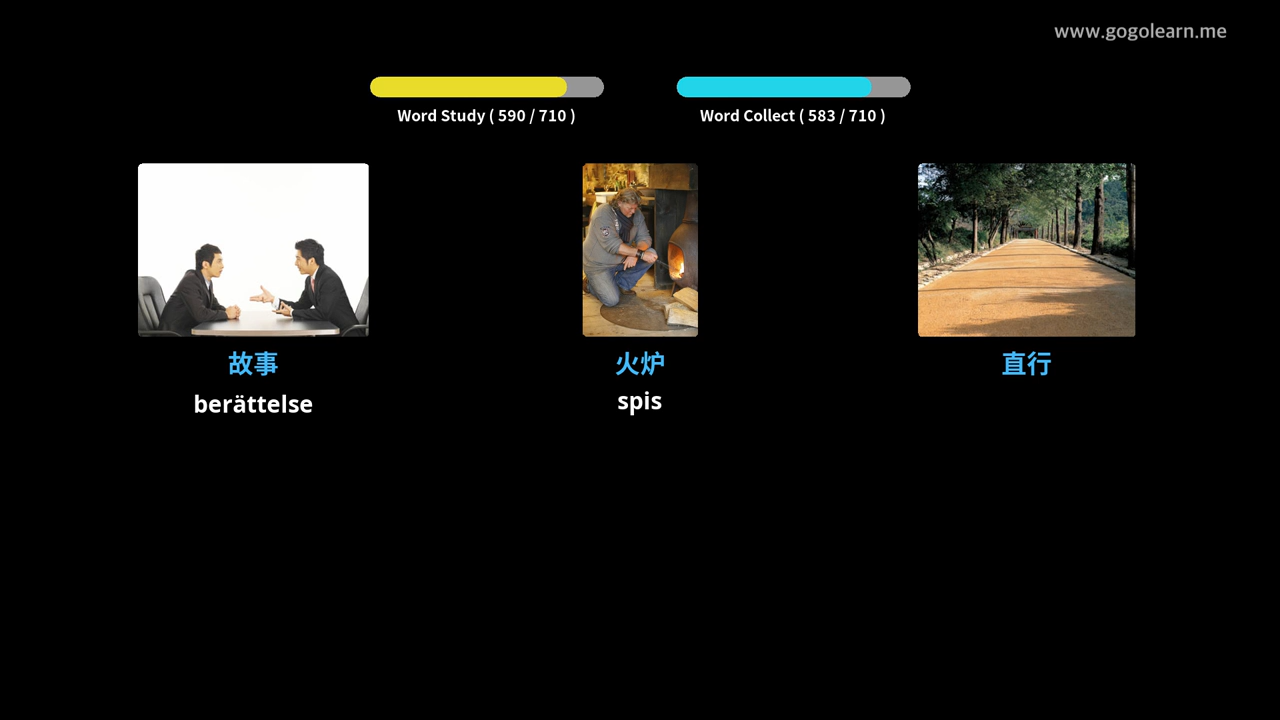 www.gogolearn.me
Word Study ( 590 / 710 )
Word Collect ( 583 / 710 )
故事
berättelse
火炉
spis
直行